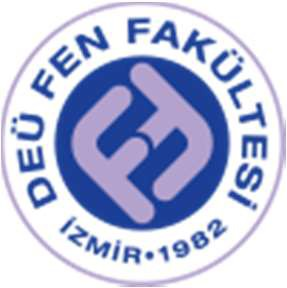 DEÜ FEN FAKÜLTESİ
İZMİR • 1982